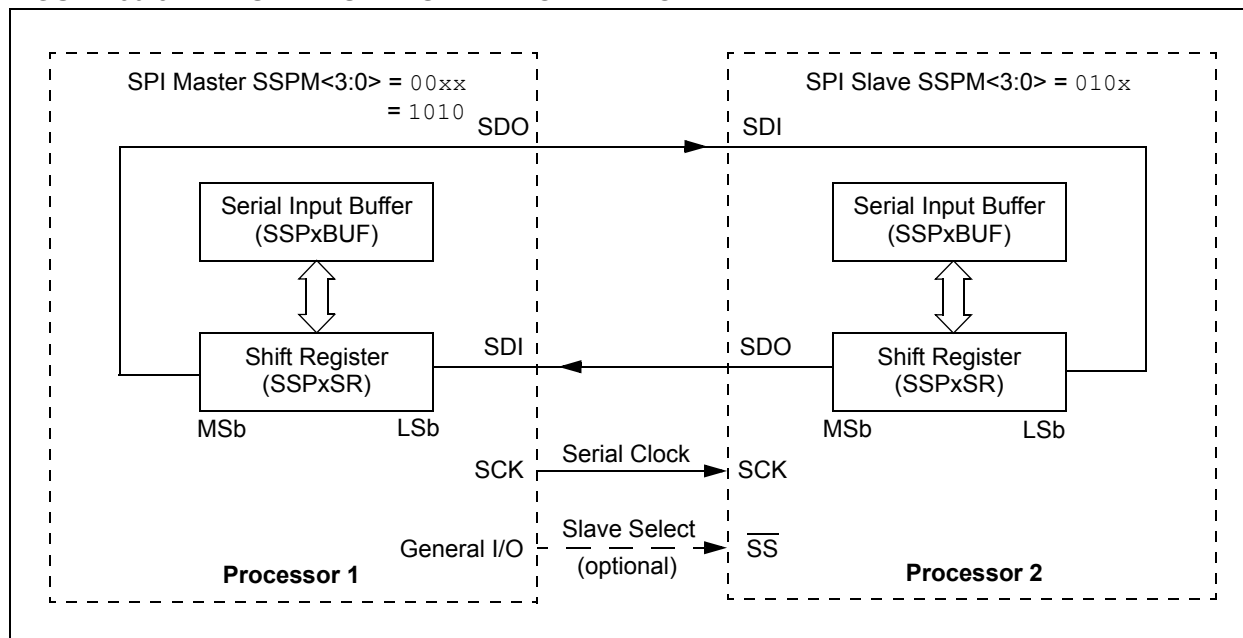 SPI Master SSPM<3:0> = 00xx
= 1010
SDO
Serial Input Buffer
(SSPxBUF)
Shift Register
(SSPxSR)
MSb
LSb
SDI
SCK
General I/O
Processor 1
Serial Clock
Slave Select
(optional)
SPI Slave SSPM<3:0> = 010x
SDI
Serial Input Buffer
(SSPxBUF)
SDO
Shift Register
(SSPxSR)
MSb
LSb
SCK
S̅S̅
Processor 2